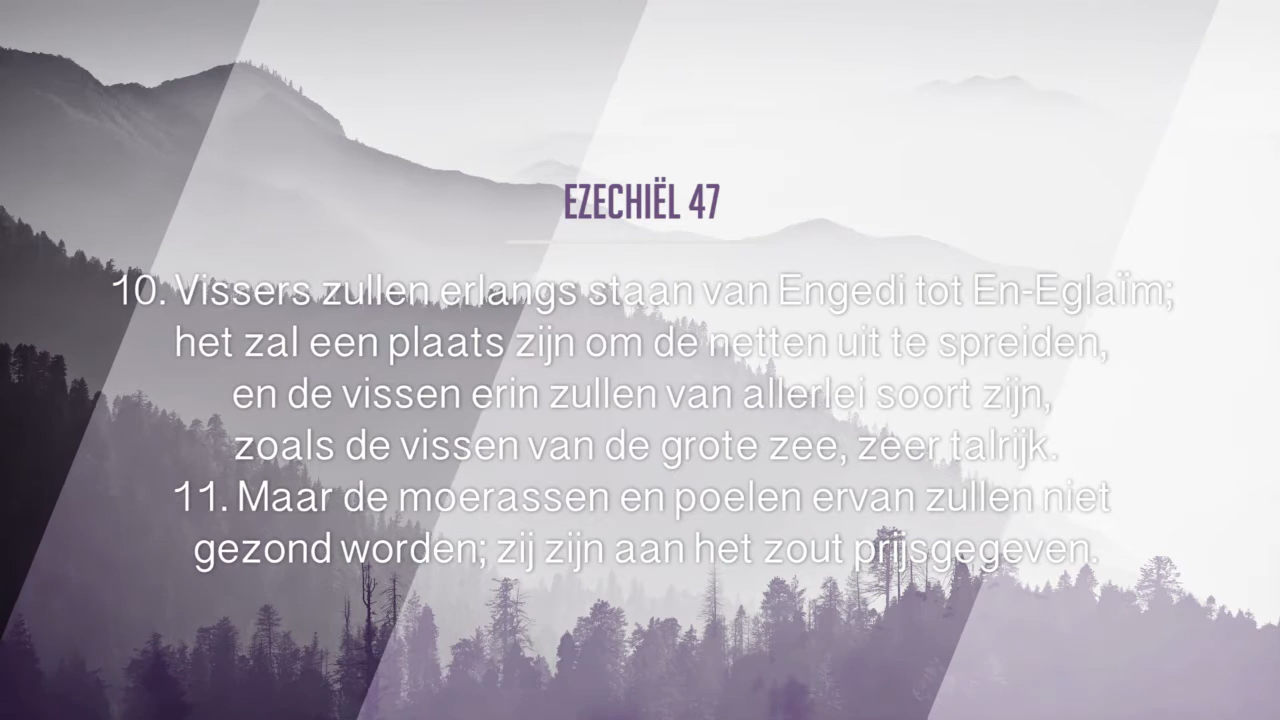 EZECHIËL 47
10. Vissers zullen erlangs staan van Engedi tot En-Eglaïm;
het zal een plaats zijn om de netten uit te spreiden,
en de vissen erin zullen van allerlei soort zijn,
zoals de vissen van de grote zee, zeer talrijk.
11. Maar de moerassen en poelen ervan zullen niet
gezond worden; zij zijn aan het zout prijsgegeven.